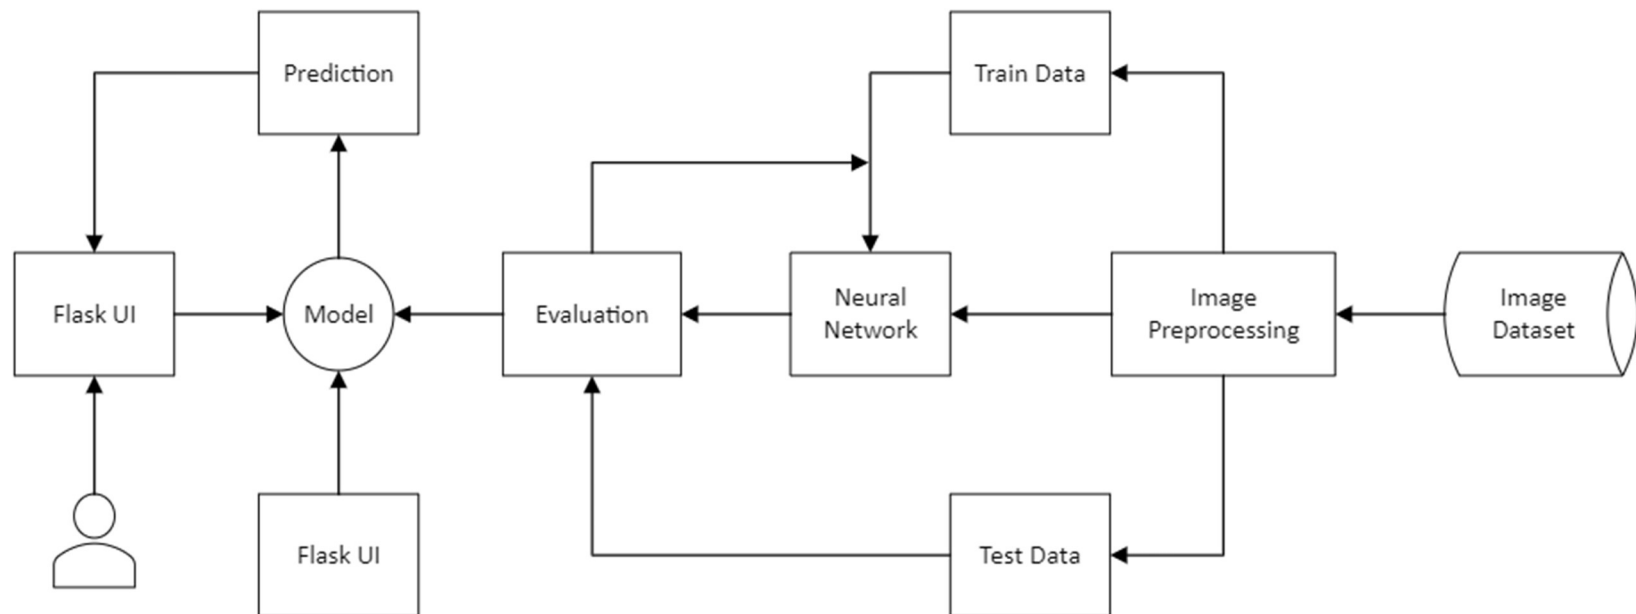 Prediction
Train Data
Flask UI
Model
Evaluation
Neural
Network
Image
Preprocessing
Image
Dataset
Flask UI
Test Data